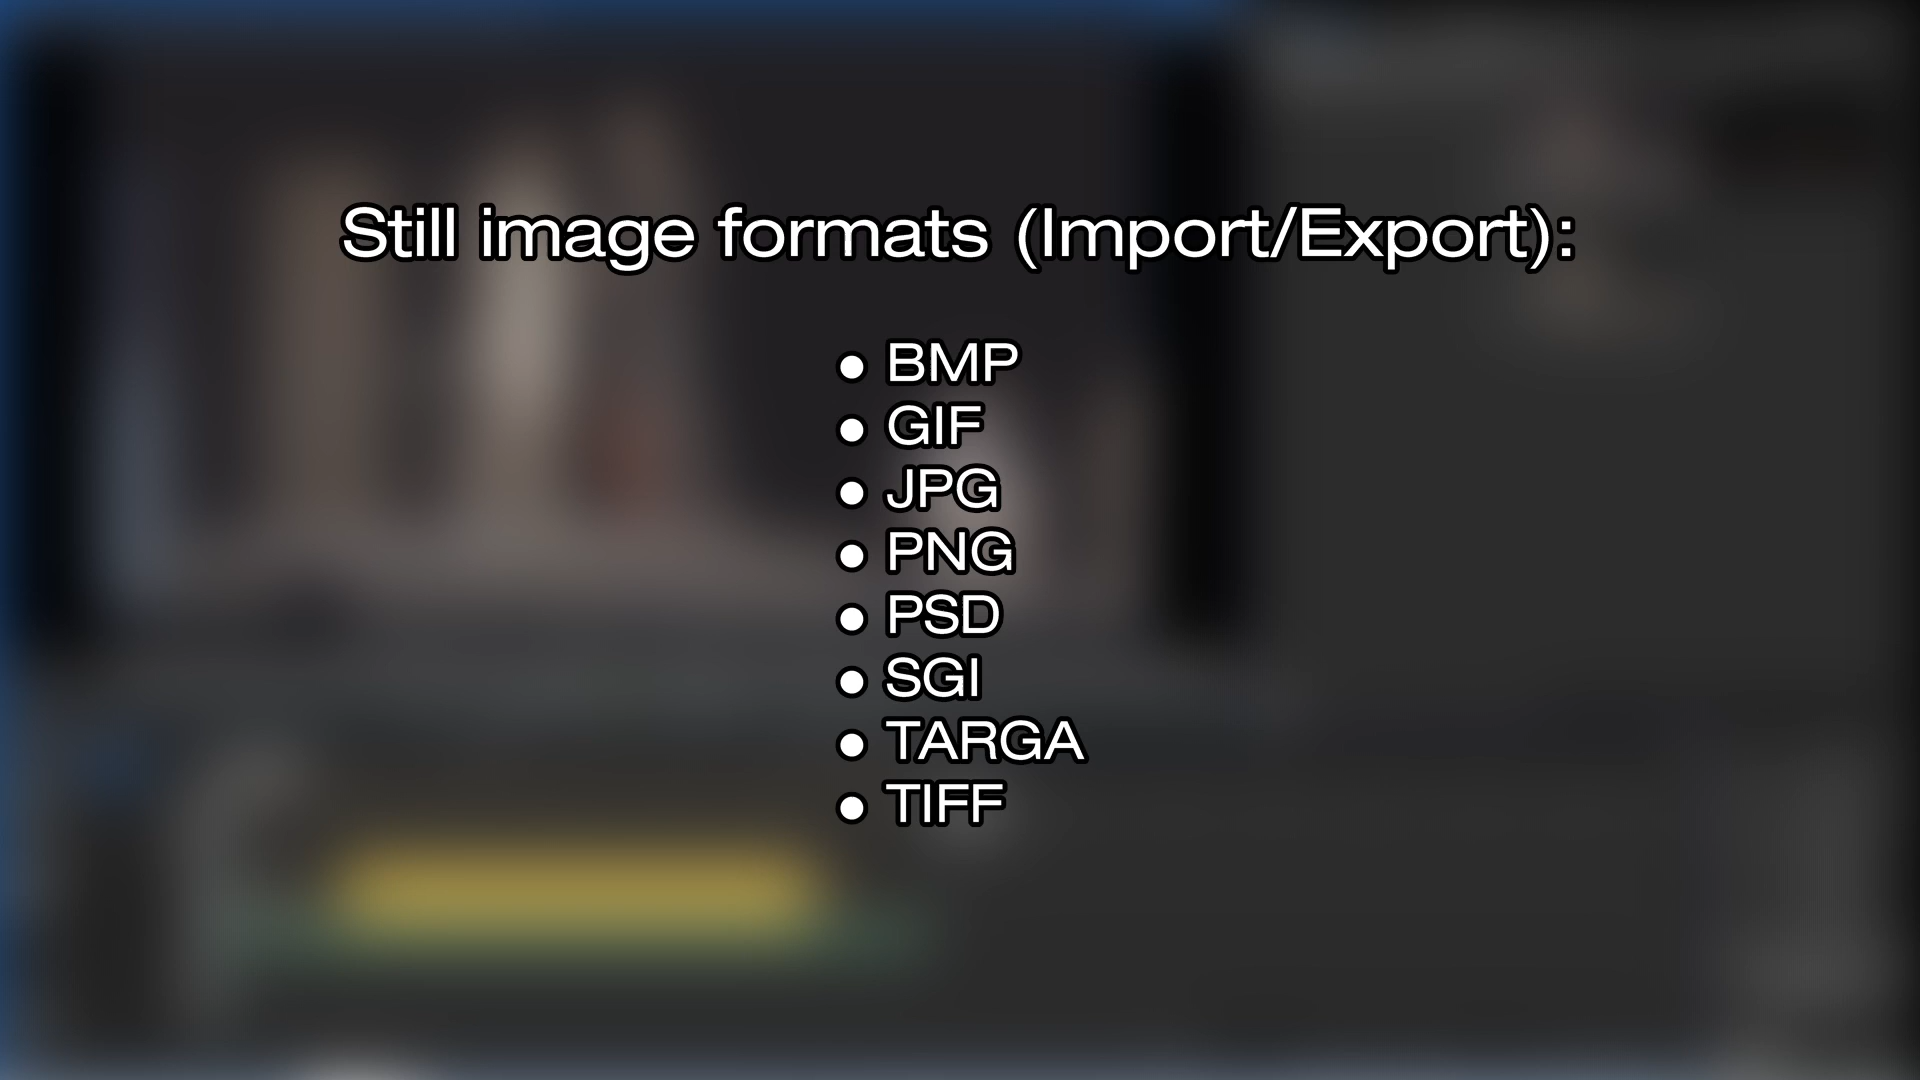 Still image formats (Import/Export):
• BMP
• GIF
• JPG
• PNG
• PSD
• SGI
• TARGA
• TIFF